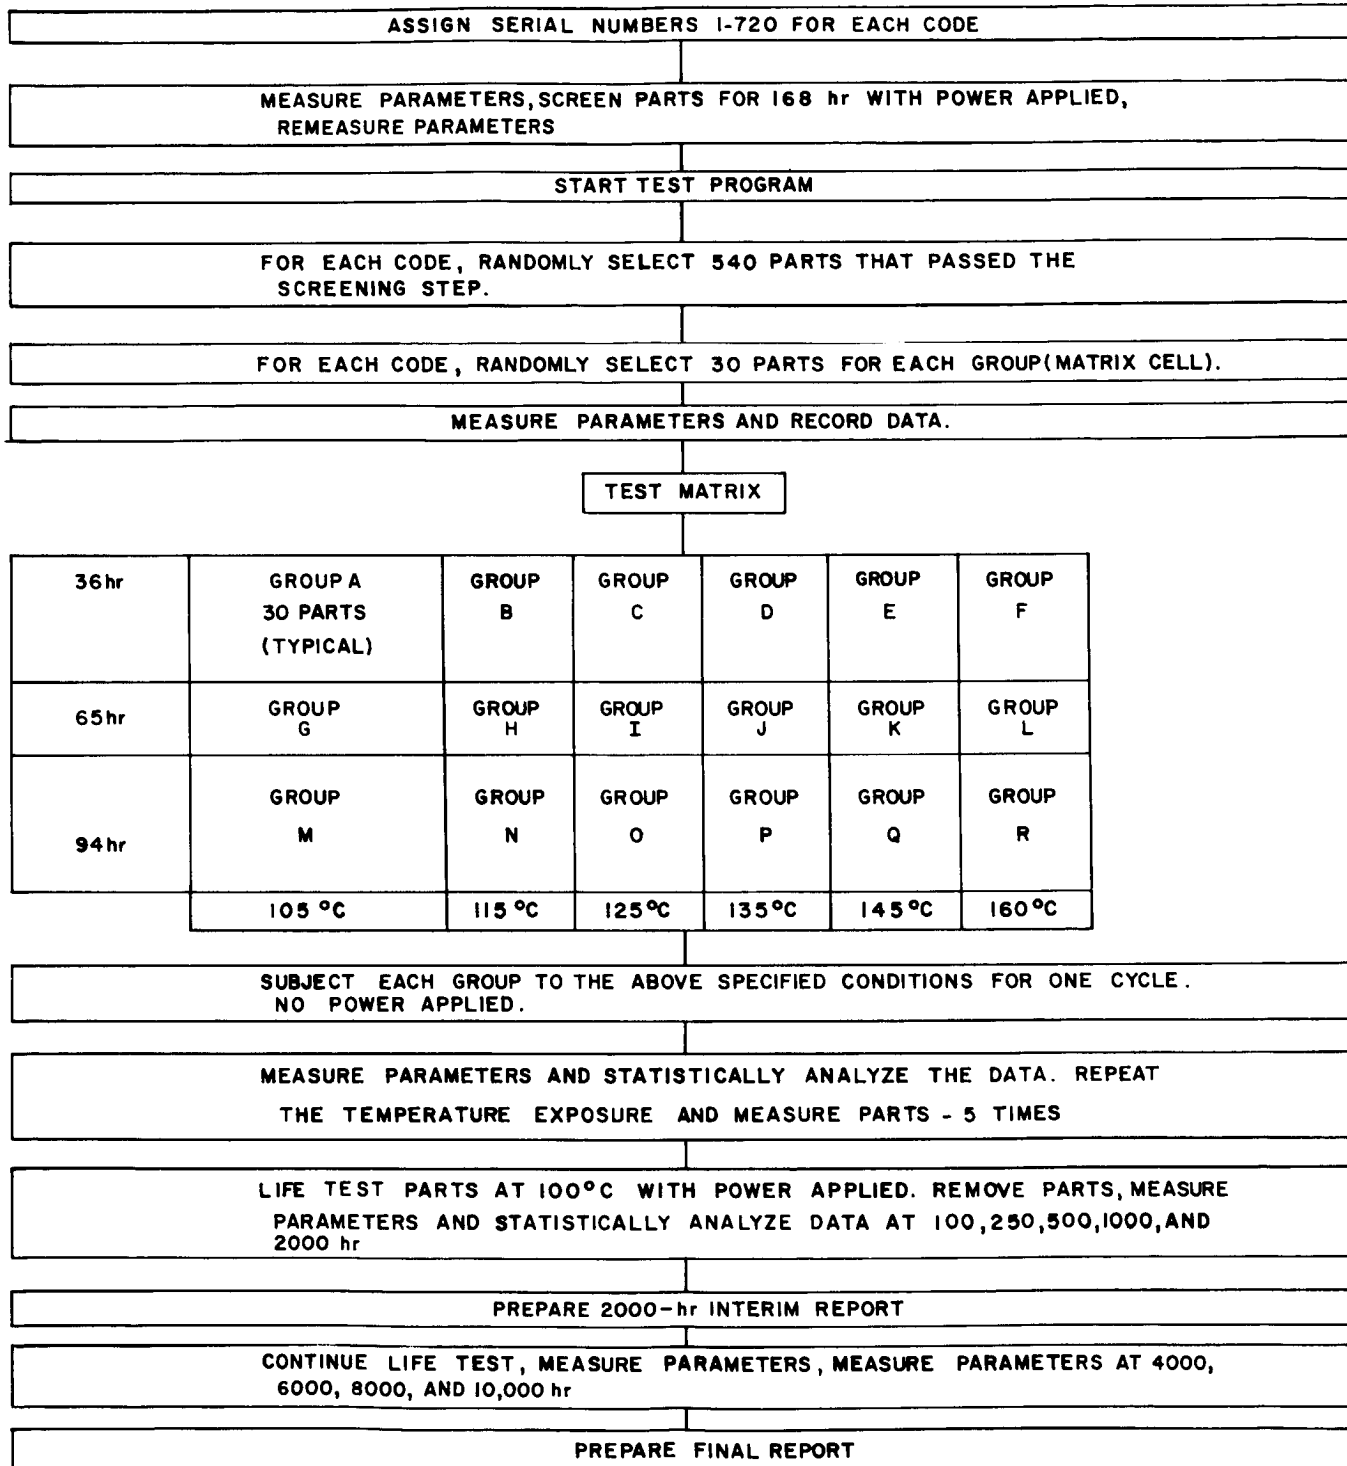 ASSIGN SERIAL NUMBERS 1-720 FOR EACH CODE
MEASURE PARAMETERS, SCREEN PARTS FOR 168 hr WITH POWER APPLIED,
REMEASURE PARAMETERS
START TEST PROGRAM
FOR EACH CODE, RANDOMLY SELECT 540 PARTS THAT PASSED THE
SCREENING STEP.
FOR EACH CODE, RANDOMLY SELECT 30 PARTS FOR EACH GROUP (MATRIX CELL).
MEASURE PARAMETERS AND RECORD DATA.
TEST MATRIX
36 hr GROUP A GROUP GROUP GROUP GROUP GROUP
30 PARTS B C D E F
(TYPICAL)
65 hr GROUP GROUP GROUP GROUP GROUP GROUP
G H I J K L
GROUP GROUP GROUP GROUP GROUP GROUP
94 hr M N O P Q R
105 °C 115 °C 125 °C 135 °C 145 °C 160 °C
SUBJECT EACH GROUP TO THE ABOVE SPECIFIED CONDITIONS FOR ONE CYCLE.
NO POWER APPLIED.
MEASURE PARAMETERS AND STATISTICALLY ANALYZE THE DATA. REPEAT
THE TEMPERATURE EXPOSURE AND MEASURE PARTS - 5 TIMES
LIFE TEST PARTS AT 100°C WITH POWER APPLIED. REMOVE PARTS, MEASURE
PARAMETERS AND STATISTICALLY ANALYZE DATA AT 100, 250, 500, 1000, AND
2000 hr
PREPARE 2000-hr INTERIM REPORT
CONTINUE LIFE TEST, MEASURE PARAMETERS, MEASURE PARAMETERS AT 4000,
6000, 8000, AND 10,000 hr
PREPARE FINAL REPORT